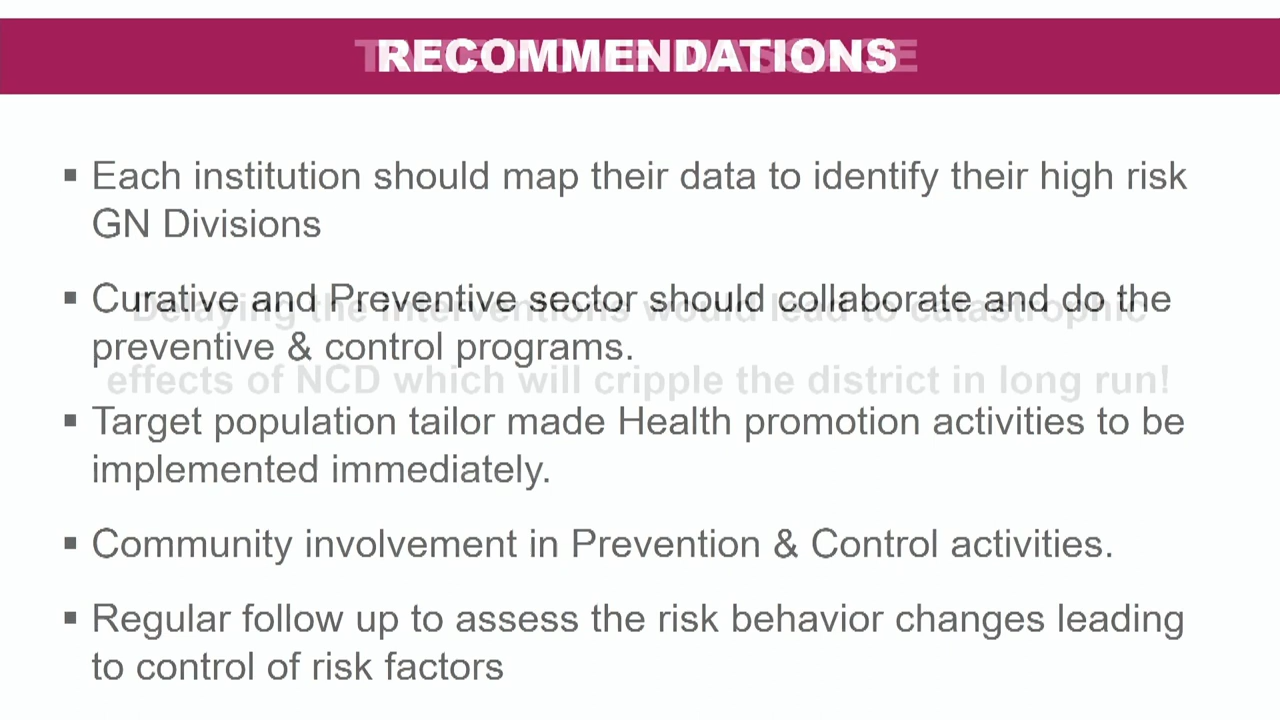 RECOMMENDATIONS
▪ Each institution should map their data to identify their high risk
GN Divisions
▪ Curative and Preventive sector should collaborate and do the
preventive & control programs.
▪ Target population tailor made Health promotion activities to be
implemented immediately.
▪ Community involvement in Prevention & Control activities.
▪ Regular follow up to assess the risk behavior changes leading
to control of risk factors
Delaying the interventions would lead to catastrophic
effects of NCD which will cripple the district in long run!